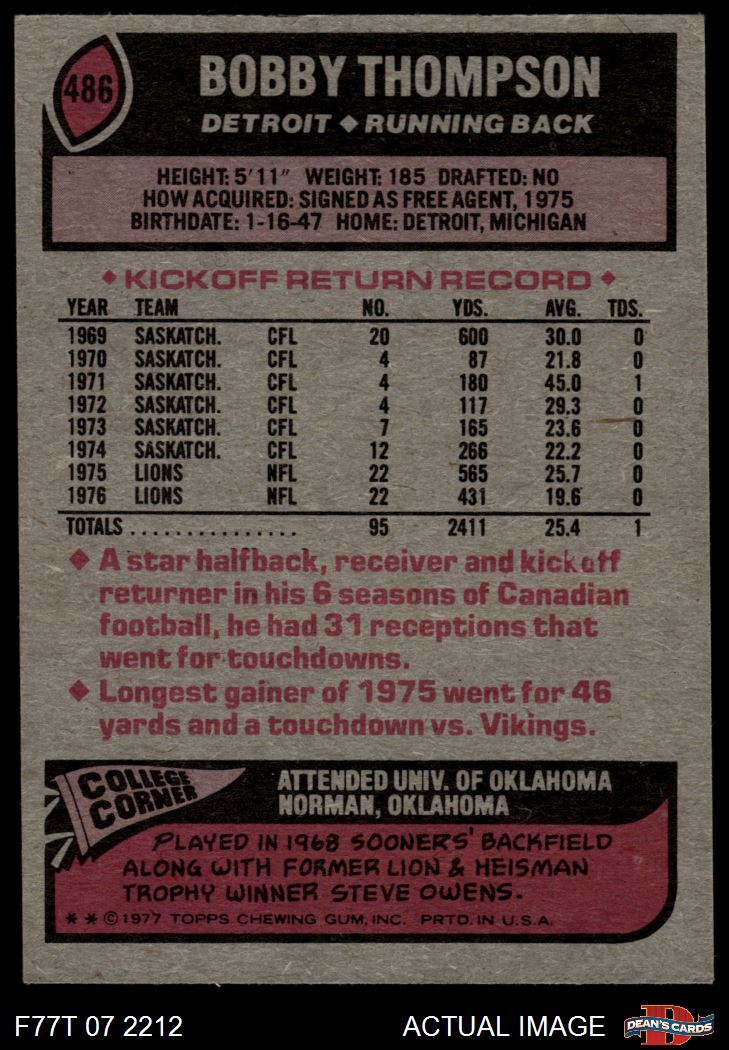 486
BOBBY THOMPSON
DETROIT ◆ RUNNING BACK
HEIGHT: 5'11" WEIGHT: 185 DRAFTED: NO
HOW ACQUIRED: SIGNED AS FREE AGENT, 1975
BIRTHDATE: 1-16-47 HOME: DETROIT, MICHIGAN
◆ KICKOFF RETURN RECORD ◆
YEAR TEAM NO. YDS. AVG. TDS.
1969 SASKATCH. CFL 20 600 30.0 0
1970 SASKATCH. CFL 4 87 21.8 0
1971 SASKATCH. CFL 4 180 45.0 1
1972 SASKATCH. CFL 4 117 29.3 0
1973 SASKATCH. CFL 7 165 23.6 0
1974 SASKATCH. CFL 12 266 22.2 0
1975 LIONS NFL 22 565 25.7 0
1976 LIONS NFL 22 431 19.6 0
TOTALS ................ 95 2411 25.4 1
◆ A star halfback, receiver and kickoff
returner in his 6 seasons of Canadian
football, he had 31 receptions that
went for touchdowns.
◆ Longest gainer of 1975 went for 46
yards and a touchdown vs. Vikings.
COLLEGE
CORNER
ATTENDED UNIV. OF OKLAHOMA
NORMAN, OKLAHOMA
PLAYED IN 1968 SOONERS' BACKFIELD
ALONG WITH FORMER LION & HEISMAN
TROPHY WINNER STEVE OWENS.
* * © 1977 TOPPS CHEWING GUM, INC. PRTD. IN U.S.A.
F77T 07 2212 ACTUAL IMAGE
D
DEAN'S CARDS